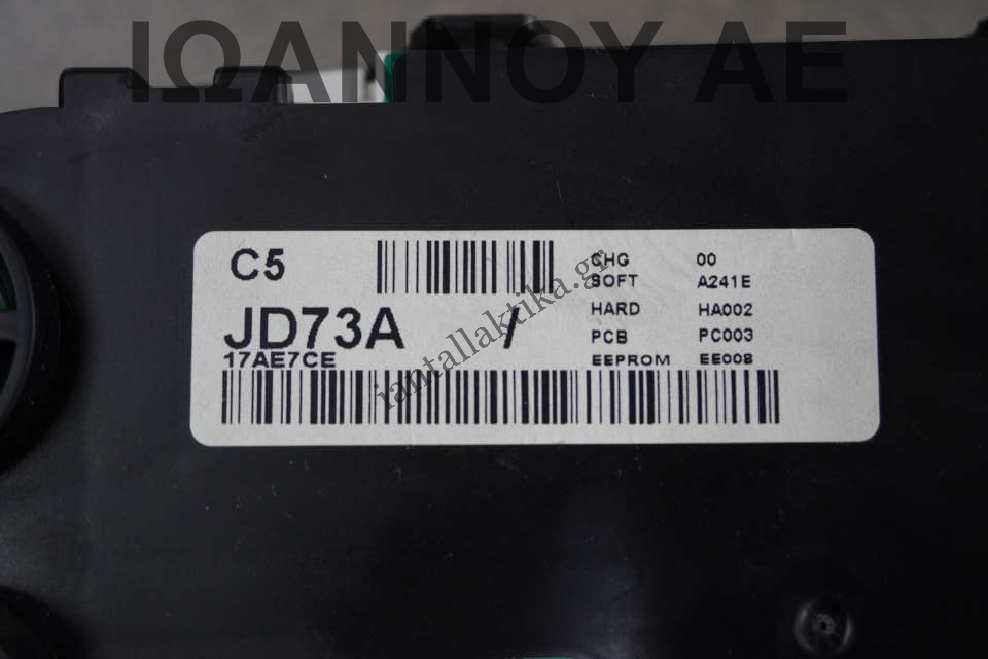 ΙΩΑΝΝΟΥ ΑΕ
C5
CHG 00
SOFT A241E
JD73A /
HARD HA002
PCB PC003
17AE7CE
EEPROM EE008
iantallaktika.gr